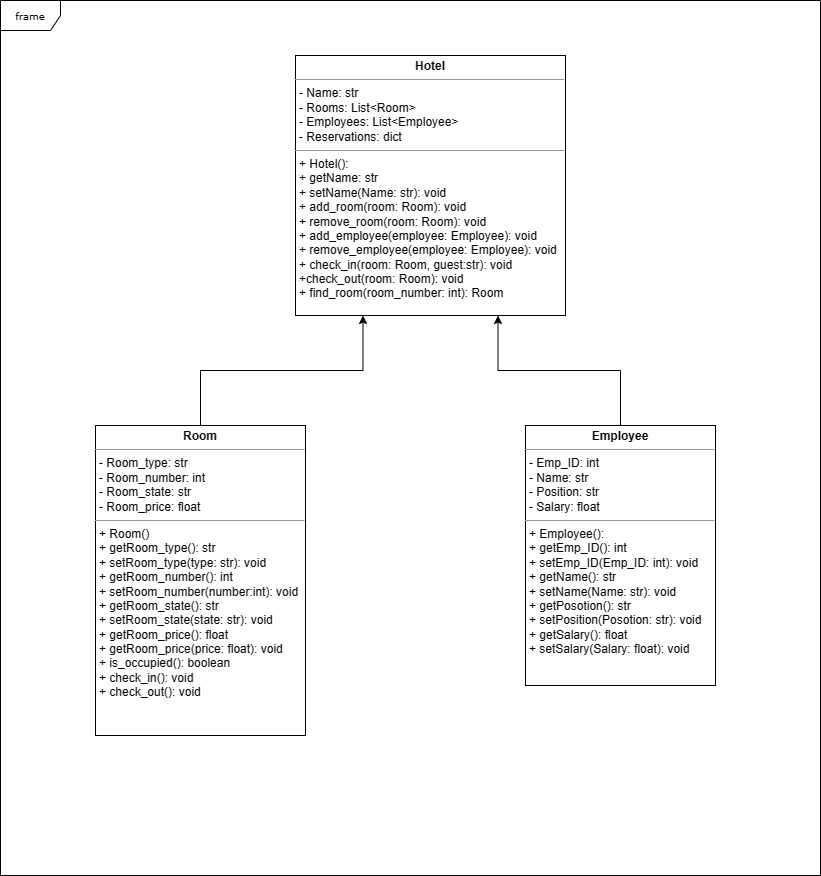 frame
Hotel
- Name: str
- Rooms: List<Room>
- Employees: List<Employee>
- Reservations: dict
+ Hotel():
+ getName: str
+ setName(Name: str): void
+ add_room(room: Room): void
+ remove_room(room: Room): void
+ add_employee(employee: Employee): void
+ remove_employee(employee: Employee): void
+ check_in(room: Room, guest:str): void
+check_out(room: Room): void
+ find_room(room_number: int): Room
Room
- Room_type: str
- Room_number: int
- Room_state: str
- Room_price: float
+ Room()
+ getRoom_type(): str
+ setRoom_type(type: str): void
+ getRoom_number(): int
+ setRoom_number(number:int): void
+ getRoom_state(): str
+ setRoom_state(state: str): void
+ getRoom_price(): float
+ getRoom_price(price: float): void
+ is_occupied(): boolean
+ check_in(): void
+ check_out(): void
Employee
- Emp_ID: int
- Name: str
- Position: str
- Salary: float
+ Employee():
+ getEmp_ID(): int
+ setEmp_ID(Emp_ID: int): void
+ getName(): str
+ setName(Name: str): void
+ getPosotion(): str
+ setPosition(Posotion: str): void
+ getSalary(): float
+ setSalary(Salary: float): void